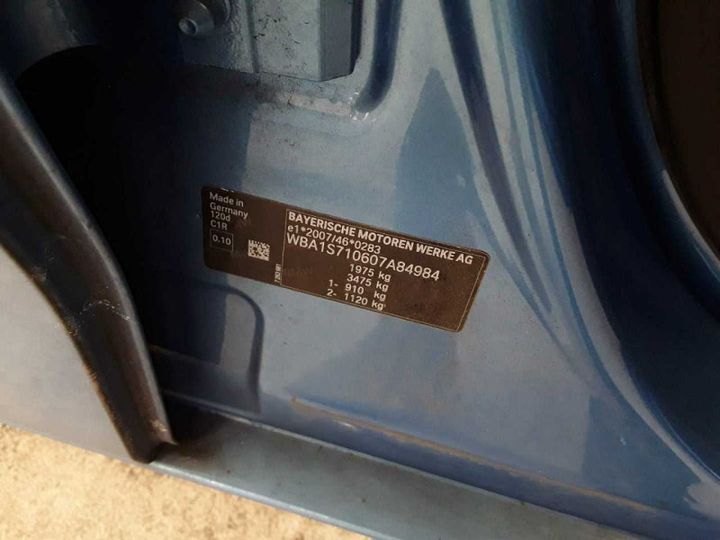 Made in
Germany
120d
C1R
0.10
BAYERISCHE MOTOREN WERKE AG
e1*2007/46*0283
WBA1S710607A84984
1975 kg
3475 kg
1- 910 kg
2- 1120 kg